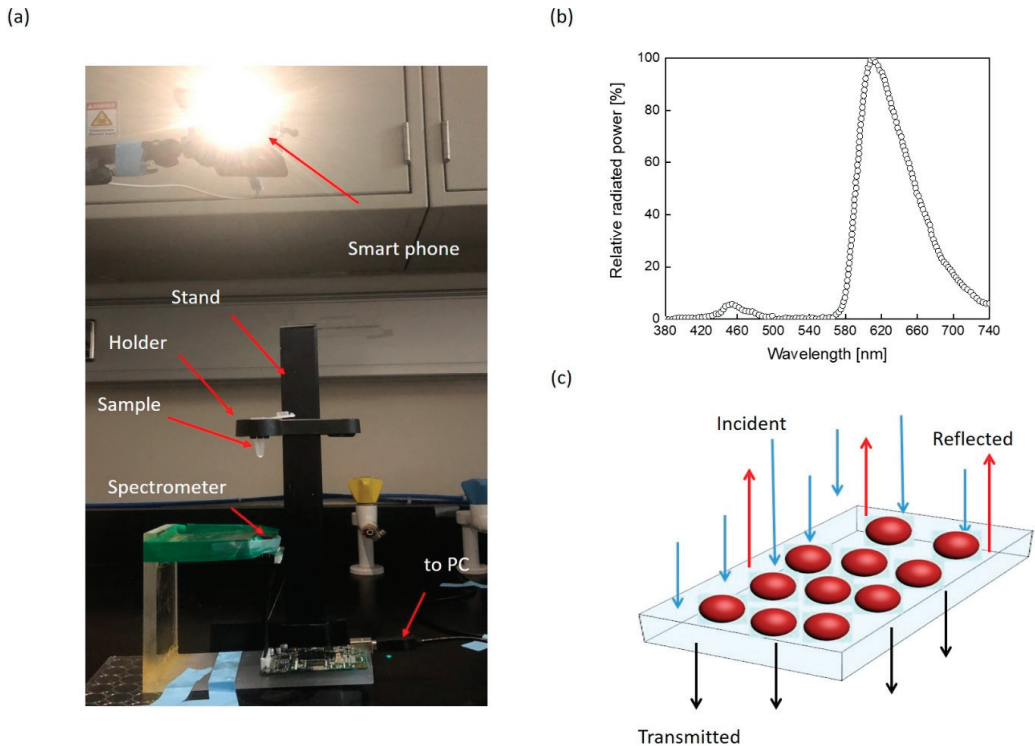 (a)
Smart phone
Stand
Holder
Sample
Spectrometer
to PC
(b)
Relative radiated power [%]
100
80
60
40
20
0
380 420 460 500 540 580 620 660 700 740
Wavelength [nm]
(c)
Incident
Reflected
Transmitted